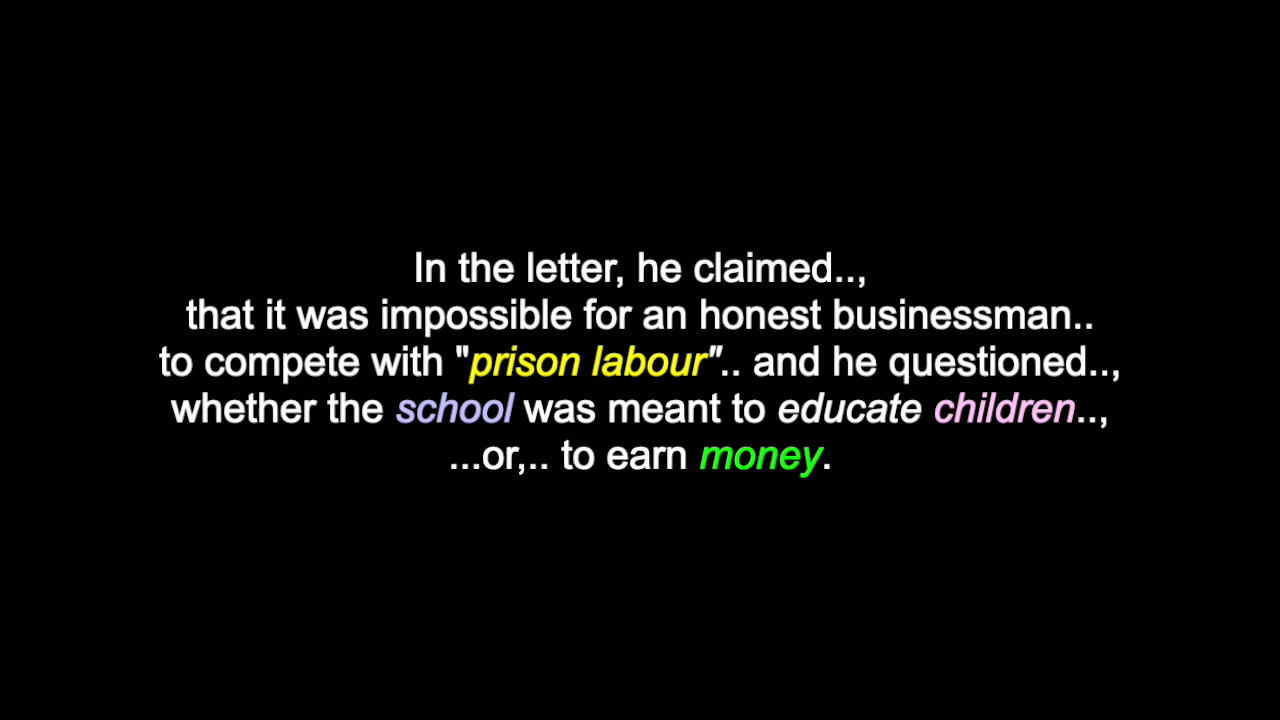 In the letter, he claimed..,
that it was impossible for an honest businessman..
to compete with "prison labour".. and he questioned..,
whether the school was meant to educate children..,
...or,.. to earn money.